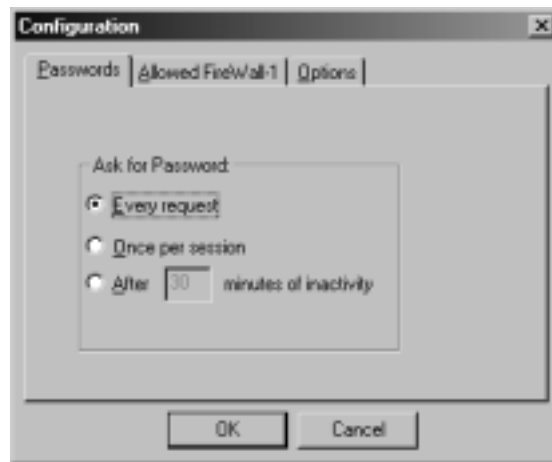 Configuration
Passwords Allowed FireWall-1 Options
Ask for Password:
Every request
Once per session
After 30 minutes of inactivity
OK Cancel